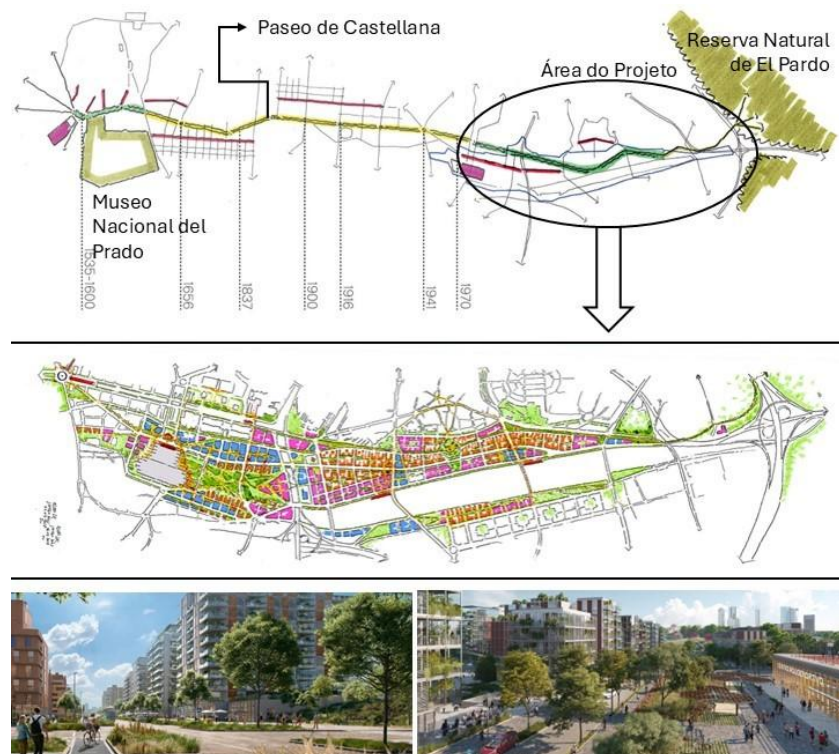 Paseo de Castellana
Reserva Natural
de El Pardo
Área do Projeto
Museo
Nacional del
Prado
1535-1600
1656
1837
1900
1916
1941
1970